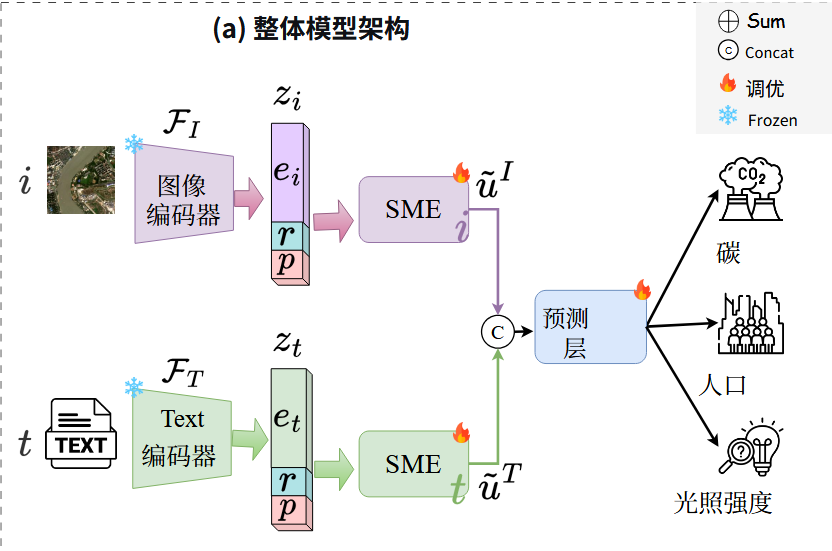 (a) 整体模型架构
Sum
C Concat
调优
Frozen
i
F_I
图像
编码器
z_i
e_i
r
p
SME
i
ũ^I
CO₂
碳
C
预测
层
人口
t
TEXT
F_T
Text
编码器
z_t
e_t
r
p
SME
t
ũ^T
?
光照强度